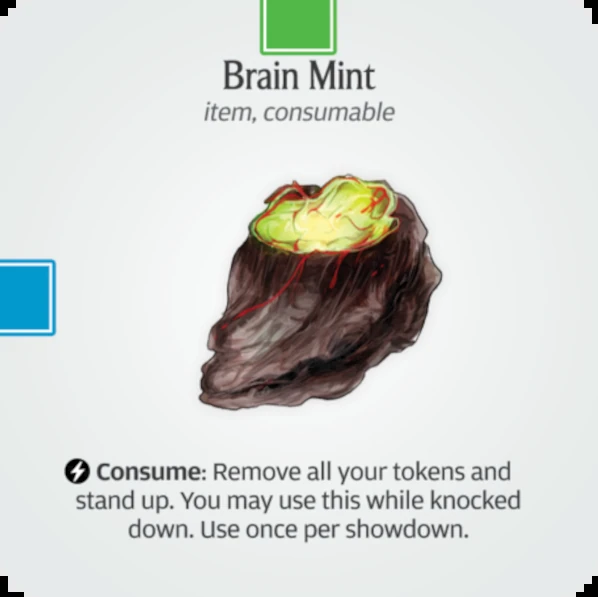 Brain Mint
item, consumable
Consume: Remove all your tokens and
stand up. You may use this while knocked
down. Use once per showdown.